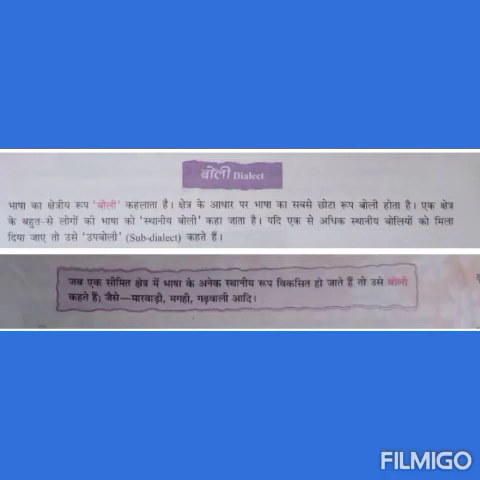 बोली Dialect
भाषा का क्षेत्रीय रूप 'बोली' कहलाता है। क्षेत्र के आधार पर भाषा का सबसे छोटा रूप बोली होता है। एक क्षेत्र
के बहुत-से लोगों की भाषा को 'स्थानीय बोली' कहा जाता है। यदि एक से अधिक स्थानीय बोलियों को मिला
दिया जाए तो उसे 'उपबोली' (Sub-dialect) कहते हैं।
जब एक सीमित क्षेत्र में भाषा के अनेक स्थानीय रूप विकसित हो जाते हैं तो उसे बोली
कहते हैं; जैसे—मारवाड़ी, मगही, गढ़वाली आदि।
FILMIGO